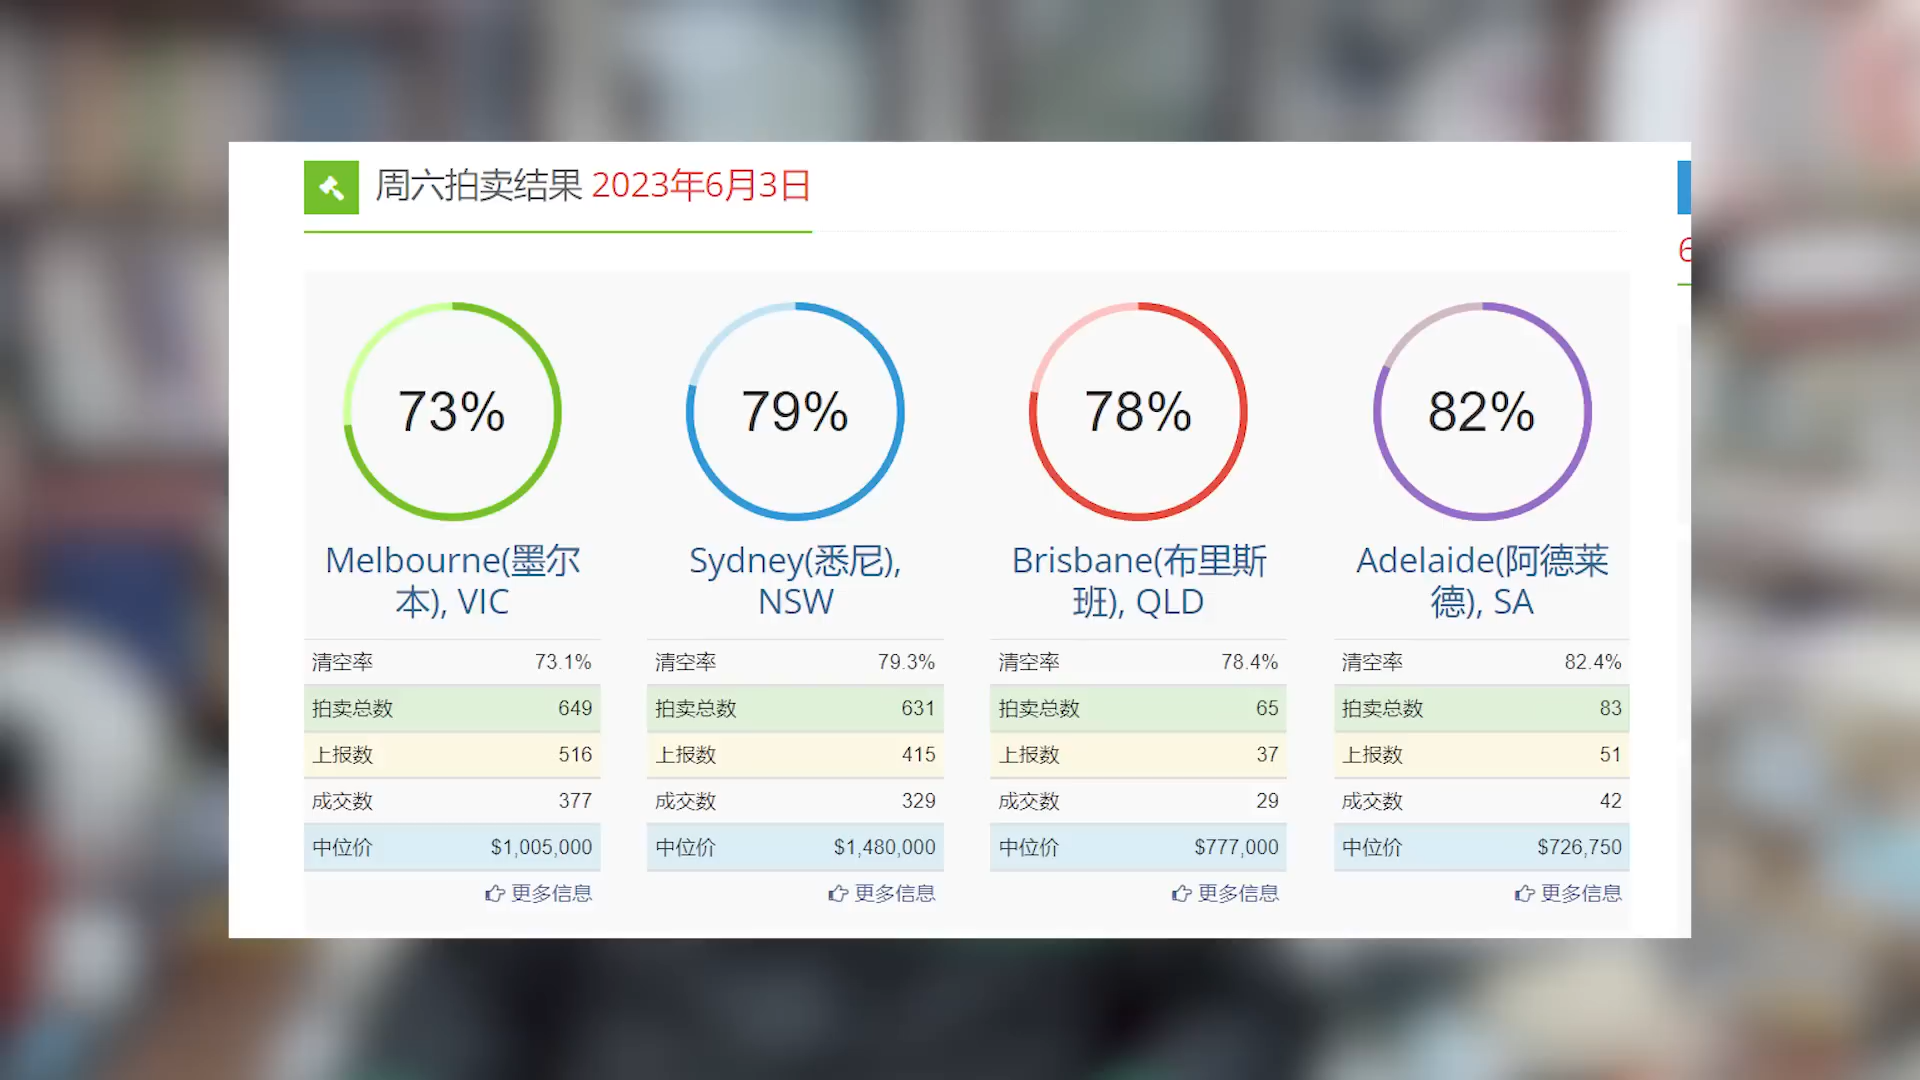 周六拍卖结果 2023年6月3日
6
73%
79%
78%
82%
Melbourne(墨尔
本), VIC
Sydney(悉尼),
NSW
Brisbane(布里斯
班), QLD
Adelaide(阿德莱
德), SA
清空率 73.1%
拍卖总数 649
上报数 516
成交数 377
中位价 $1,005,000
更多信息
清空率 79.3%
拍卖总数 631
上报数 415
成交数 329
中位价 $1,480,000
更多信息
清空率 78.4%
拍卖总数 65
上报数 37
成交数 29
中位价 $777,000
更多信息
清空率 82.4%
拍卖总数 83
上报数 51
成交数 42
中位价 $726,750
更多信息